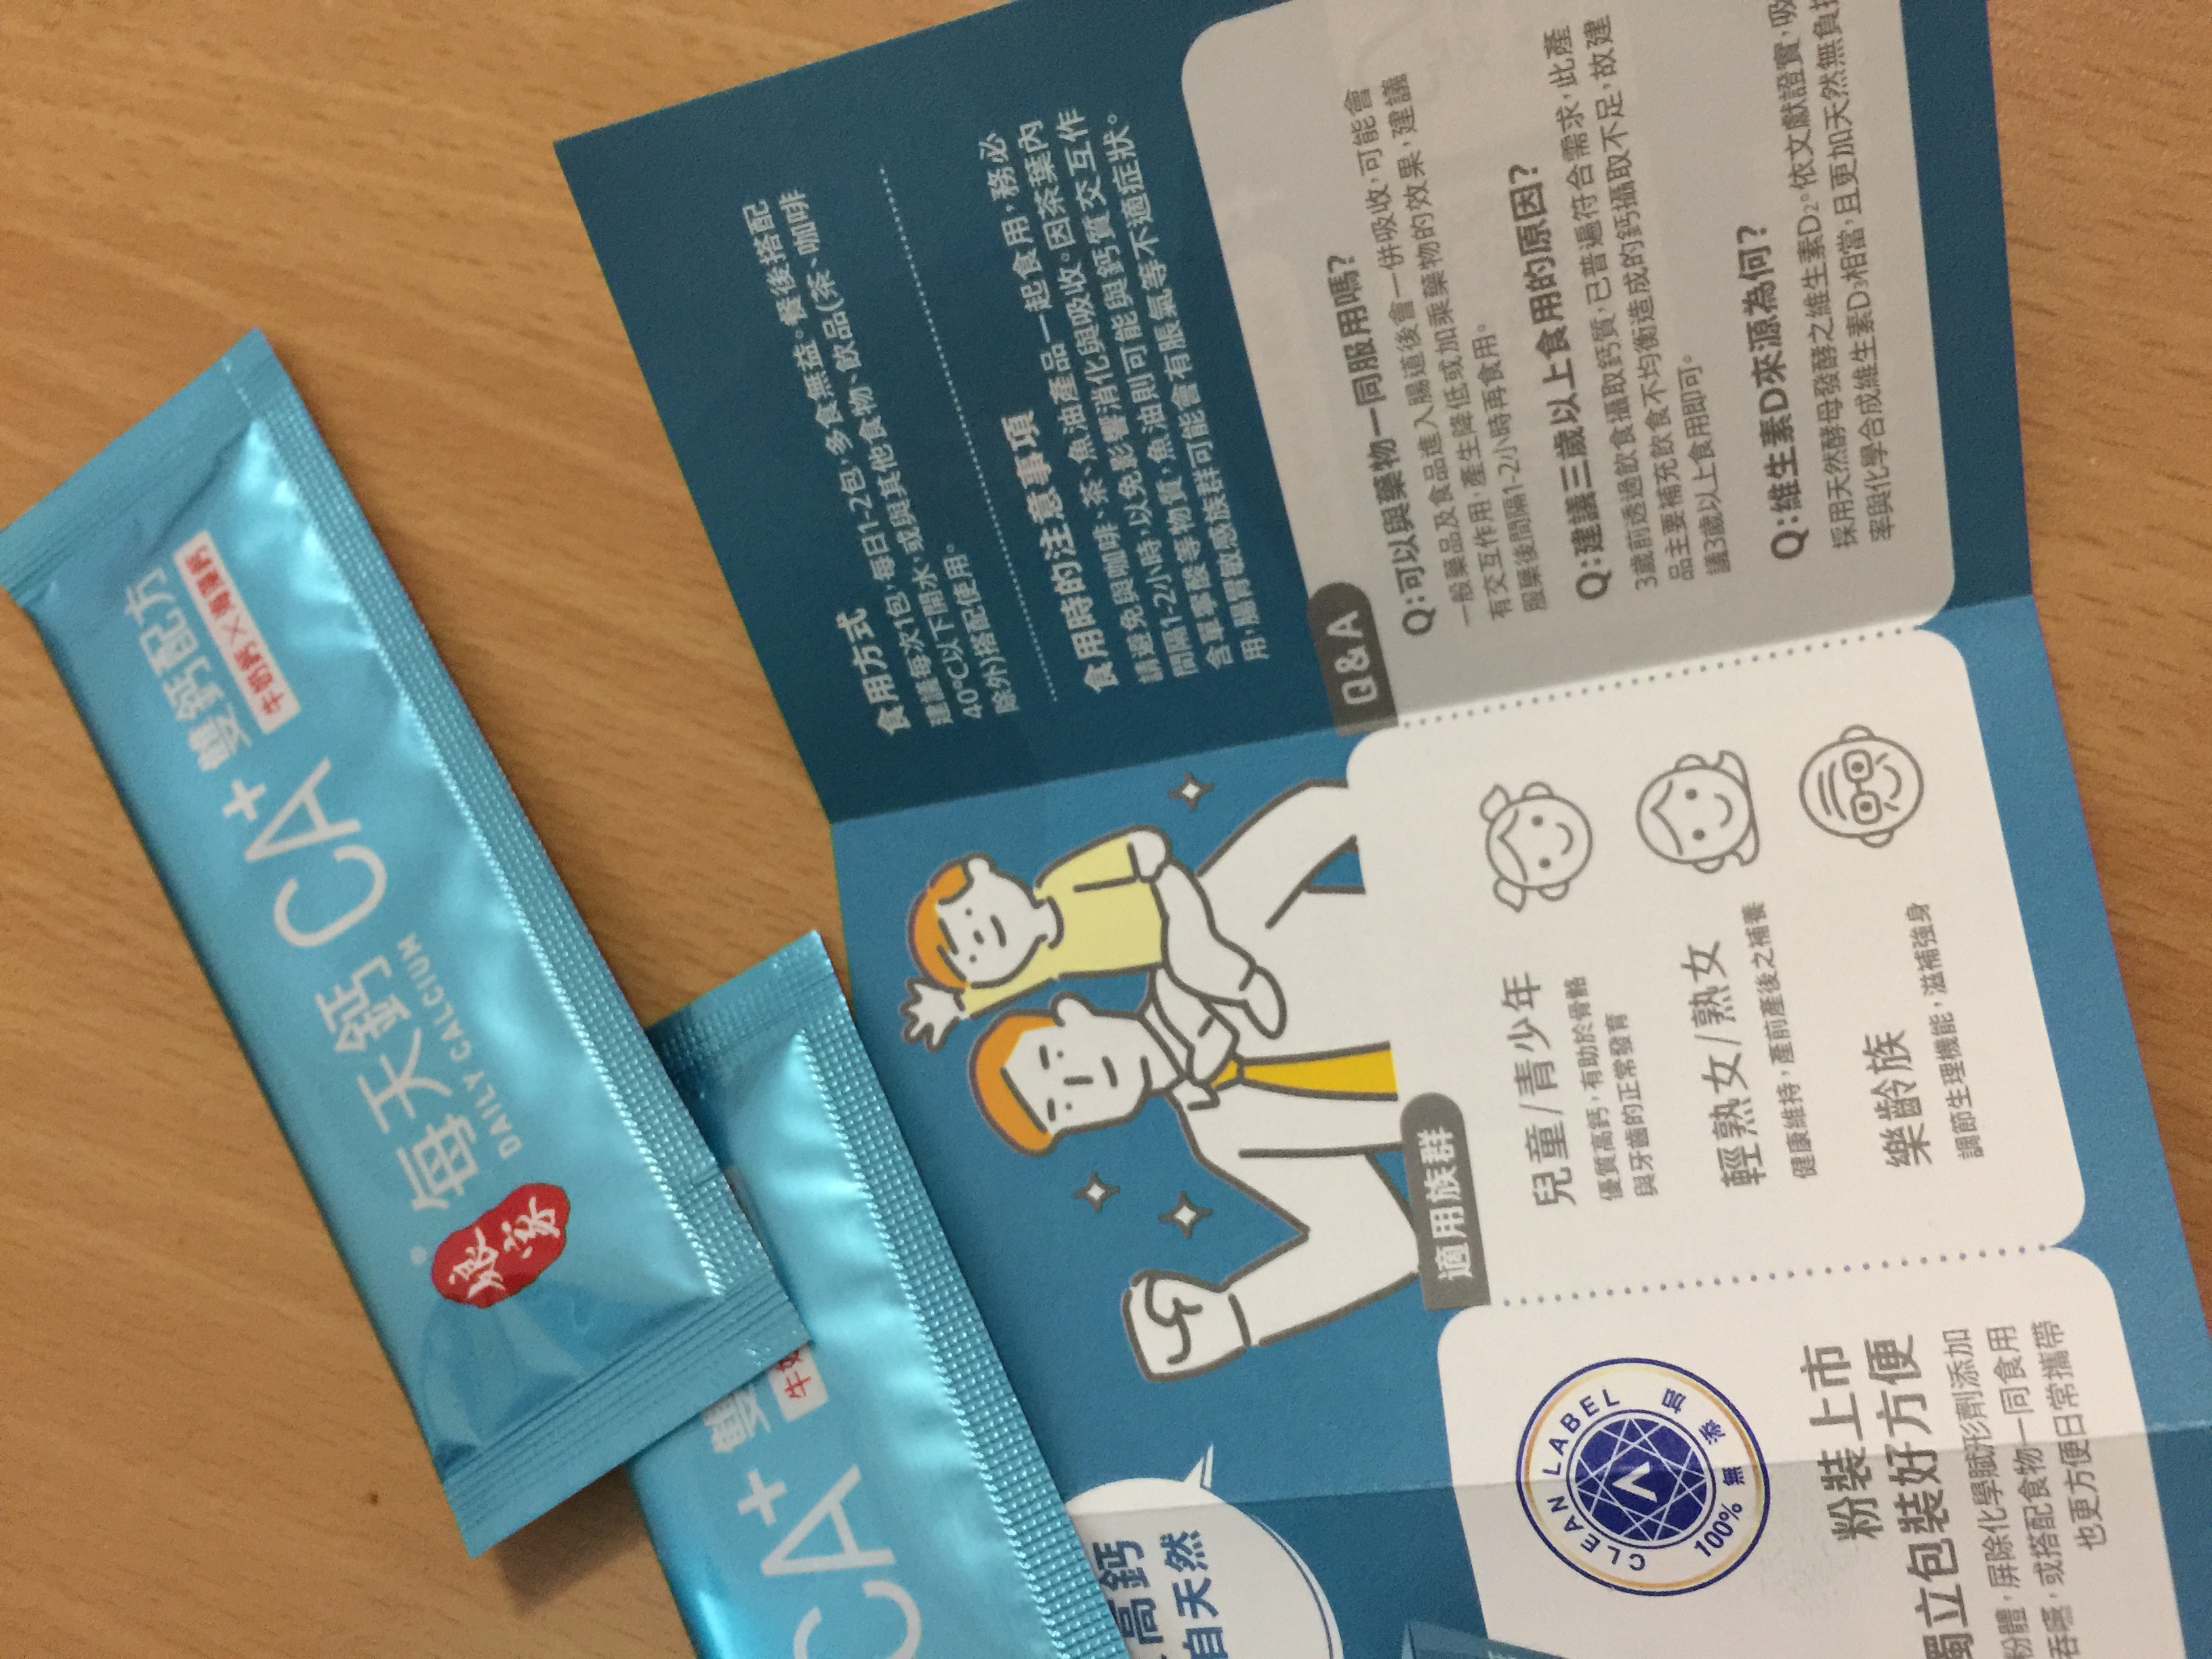 每天鈣 CA+ 雙鈣配方
DAILY CALCIUM
牛奶鈣×海藻鈣
CA+ 雙
牛奶
食用方式
建議每次1包,每日1-2包,多食無益。餐後搭配
40°C以下開水,或與其他食物、飲品(茶、咖啡
除外)搭配使用。
食用時的注意事項
請避免與咖啡、茶、魚油產品一起食用,務必
間隔1-2小時,以免影響消化與吸收。因茶葉內
含單寧酸等物質,魚油則可能與鈣質交互作
用,腸胃敏感族群可能會有脹氣等不適症狀。
Q&A
Q:可以與藥物一同服用嗎?
一般藥品及食品進入腸道後會一併吸收,可能會
有交互作用,產生降低或加乘藥物的效果,建議
服藥後間隔1-2小時再食用。
Q:建議三歲以上食用的原因?
3歲前透過飲食攝取鈣質,已普遍符合需求,此產
品主要補充飲食不均衡造成的鈣攝取不足,故建
議3歲以上食用即可。
Q:維生素D來源為何?
採用天然酵母發酵之維生素D₂。依文獻證實,吸
率與化學合成維生素D₃相當,且更加天然無負
適用族群
兒童/青少年
優質高鈣,有助於骨骼
與牙齒的正常發育
輕熟女/熟女
健康維持,產前產後之補養
樂齡族
調節生理機能,滋補強身
高鈣
自天然
CLEAN LABEL
100% 無添加
粉裝上市
獨立包裝好方便
粉體,屏除化學賦形劑添加
吞嚥,或搭配食物一同食用
也更方便日常攜帶